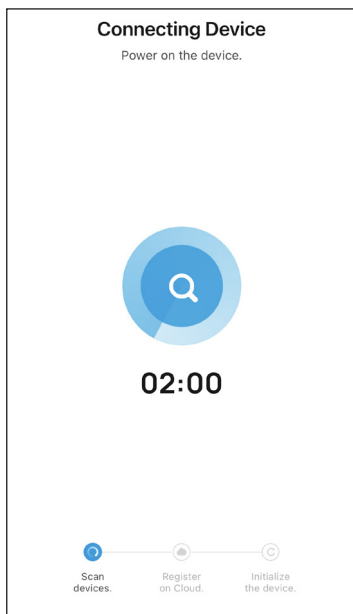 Connecting Device
Power on the device.
02:00
Scan
devices.
Register
on Cloud.
Initialize
the device.